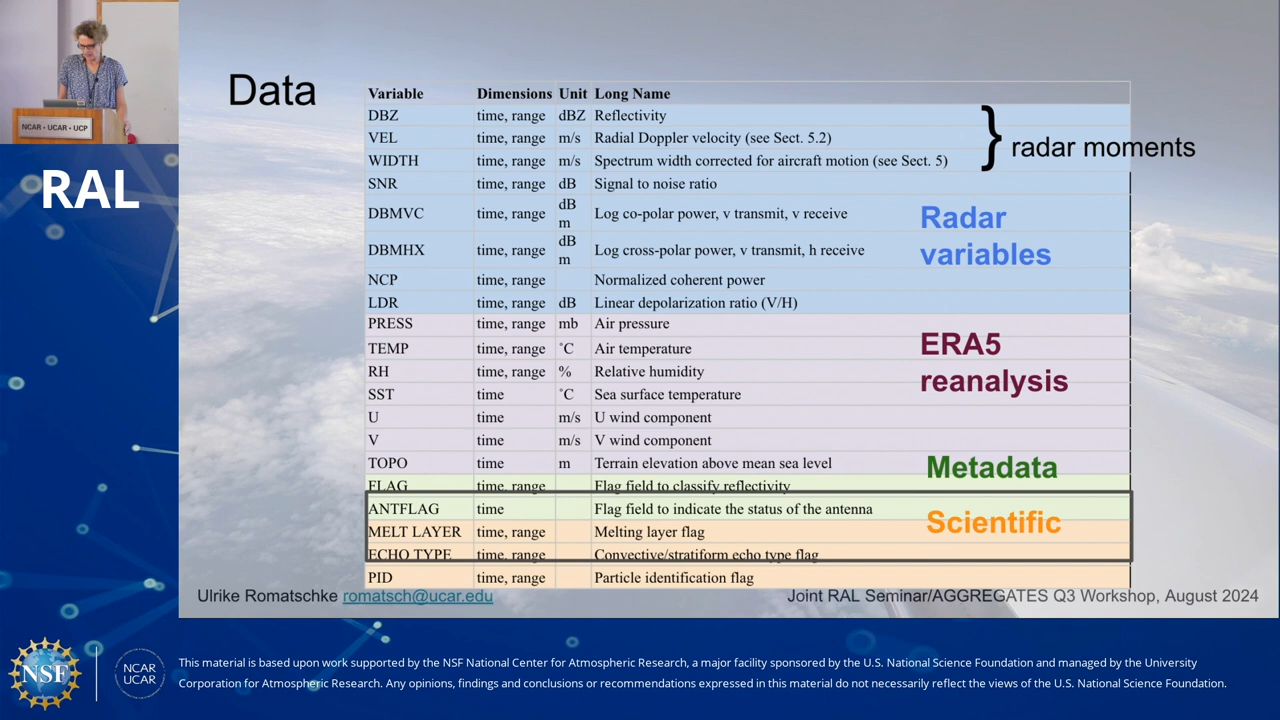 NCAR • UCAR • UCP
RAL
Data
Variable Dimensions Unit Long Name
DBZ time, range dBZ Reflectivity
VEL time, range m/s Radial Doppler velocity (see Sect. 5.2)
WIDTH time, range m/s Spectrum width corrected for aircraft motion (see Sect. 5)
} radar moments
SNR time, range dB Signal to noise ratio
DBMVC time, range dB m Log co-polar power, v transmit, v receive
DBMHX time, range dB m Log cross-polar power, v transmit, h receive
NCP time, range Normalized coherent power
LDR time, range dB Linear depolarization ratio (V/H)
Radar
variables
PRESS time, range mb Air pressure
TEMP time, range ˚C Air temperature
RH time, range % Relative humidity
SST time ˚C Sea surface temperature
U time m/s U wind component
V time m/s V wind component
TOPO time m Terrain elevation above mean sea level
ERA5
reanalysis
FLAG time, range Flag field to classify reflectivity
ANTFLAG time Flag field to indicate the status of the antenna
Metadata
MELT LAYER time, range Melting layer flag
ECHO TYPE time, range Convective/stratiform echo type flag
PID time, range Particle identification flag
Scientific
Ulrike Romatschke romatsch@ucar.edu
Joint RAL Seminar/AGGREGATES Q3 Workshop, August 2024
NSF
NCAR
UCAR
This material is based upon work supported by the NSF National Center for Atmospheric Research, a major facility sponsored by the U.S. National Science Foundation and managed by the University
Corporation for Atmospheric Research. Any opinions, findings and conclusions or recommendations expressed in this material do not necessarily reflect the views of the U.S. National Science Foundation.